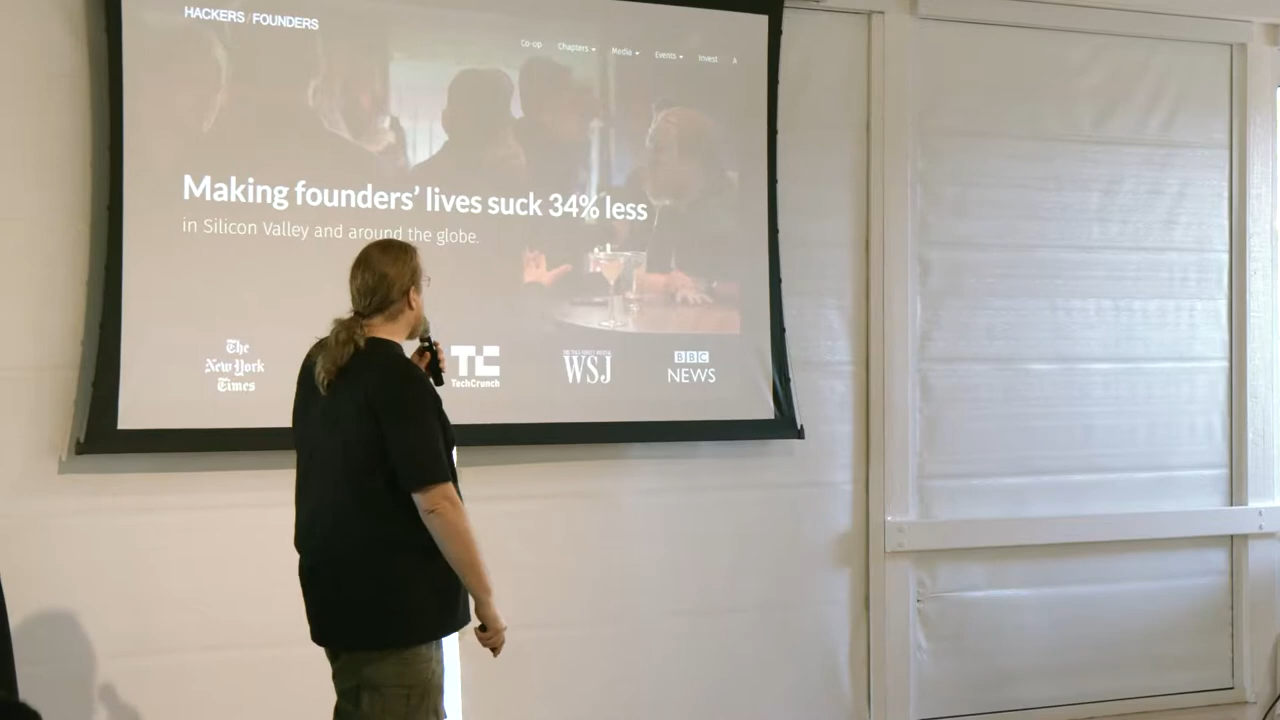 HACKERS / FOUNDERS
Co-op Chapters Media Events Invest A
Making founders' lives suck 34% less
in Silicon Valley and around the globe.
The
New York
Times
TC
TechCrunch
WSJ
BBC
NEWS